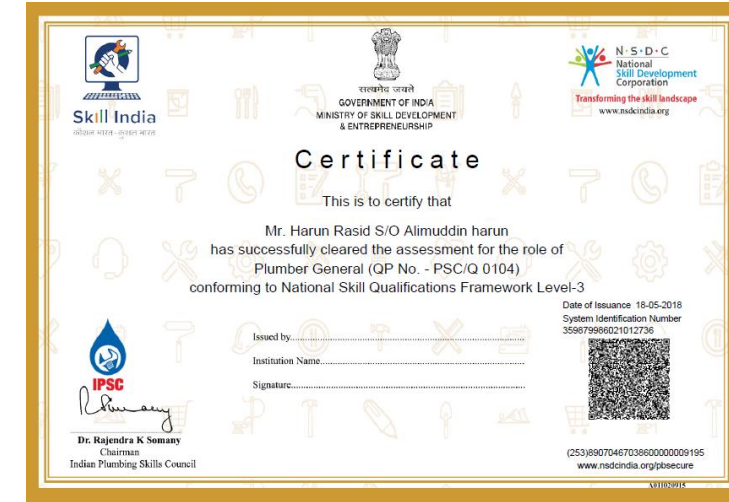 Skill India
कौशल भारत - कुशल भारत
सत्यमेव जयते
GOVERNMENT OF INDIA
MINISTRY OF SKILL DEVELOPMENT
& ENTREPRENEURSHIP
N·S·D·C
National
Skill Development
Corporation
Transforming the skill landscape
www.nsdcindia.org
Certificate
This is to certify that
Mr. Harun Rasid S/O Alimuddin harun
has successfully cleared the assessment for the role of
Plumber General (QP No. - PSC/Q 0104)
conforming to National Skill Qualifications Framework Level-3
Date of Issuance 18-05-2018
System Identification Number
359879986021012736
Issued by
Institution Name
Signature
IPSC
Dr. Rajendra K Somany
Chairman
Indian Plumbing Skills Council
(253)89070467038600000009195
www.nsdcindia.org/pbsecure
A011020915